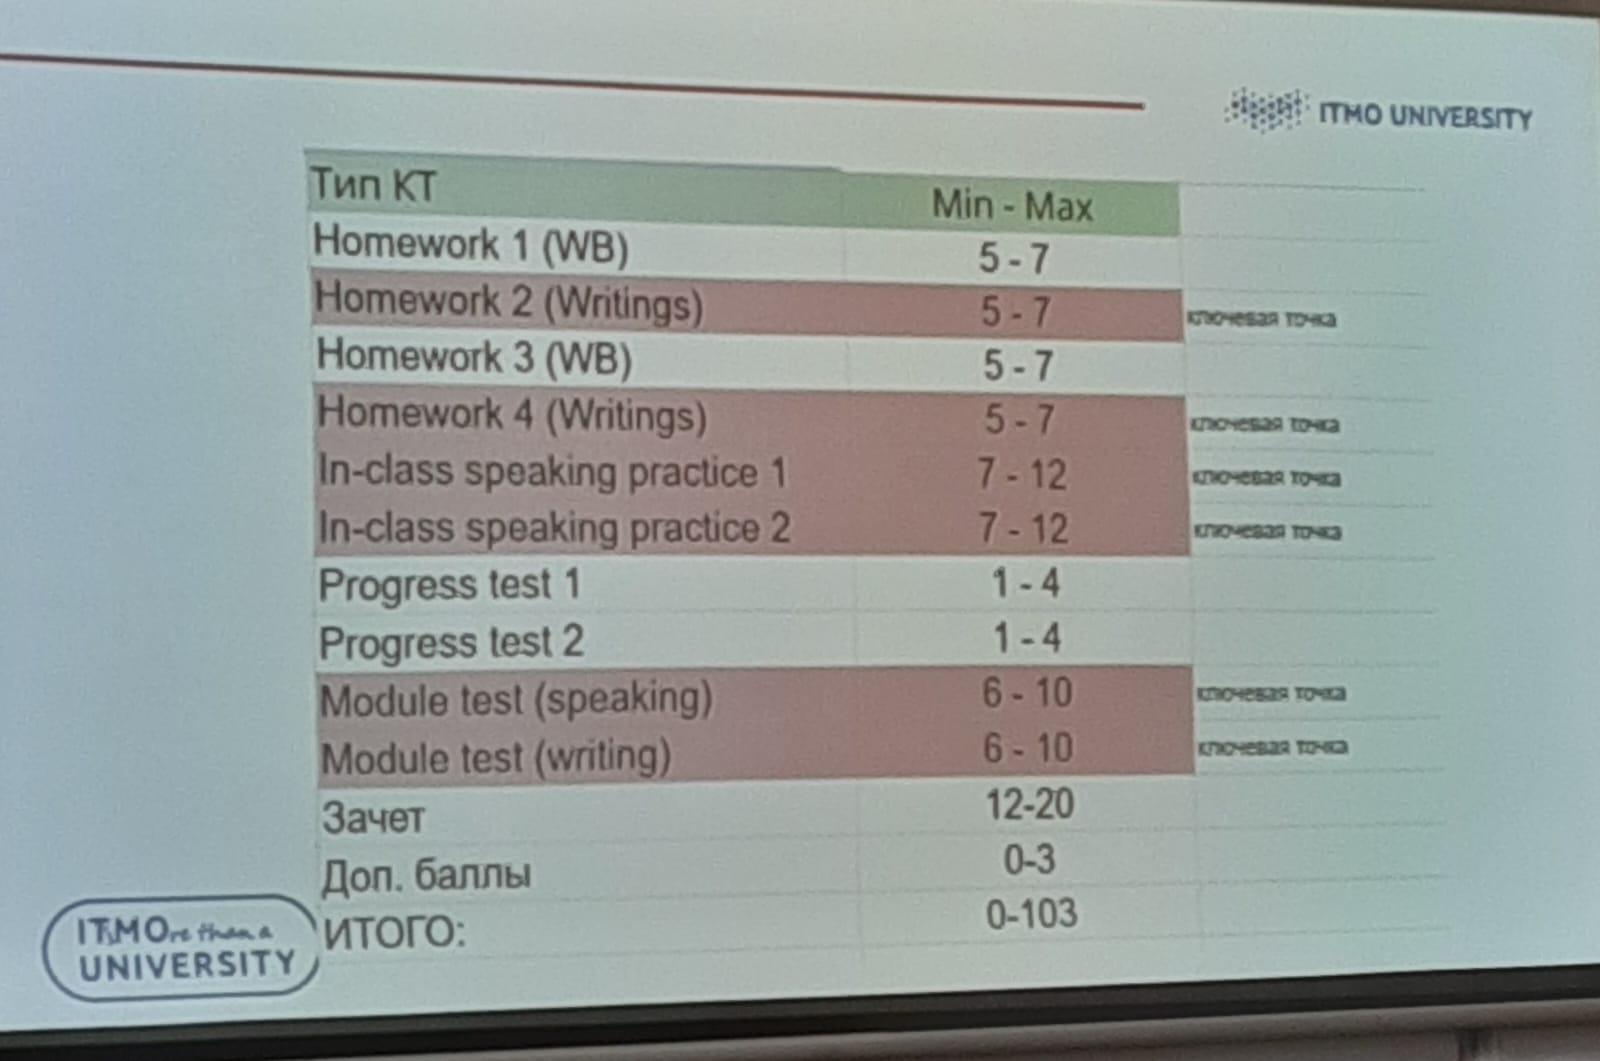 ITMO UNIVERSITY
Тип КТ Min - Max
Homework 1 (WB) 5 - 7
Homework 2 (Writings) 5 - 7 ключевая точка
Homework 3 (WB) 5 - 7
Homework 4 (Writings) 5 - 7 ключевая точка
In-class speaking practice 1 7 - 12 ключевая точка
In-class speaking practice 2 7 - 12 ключевая точка
Progress test 1 1 - 4
Progress test 2 1 - 4
Module test (speaking) 6 - 10 ключевая точка
Module test (writing) 6 - 10 ключевая точка
Зачет 12-20
Доп. баллы 0-3
ИТОГО: 0-103
ITsMOre than a
UNIVERSITY